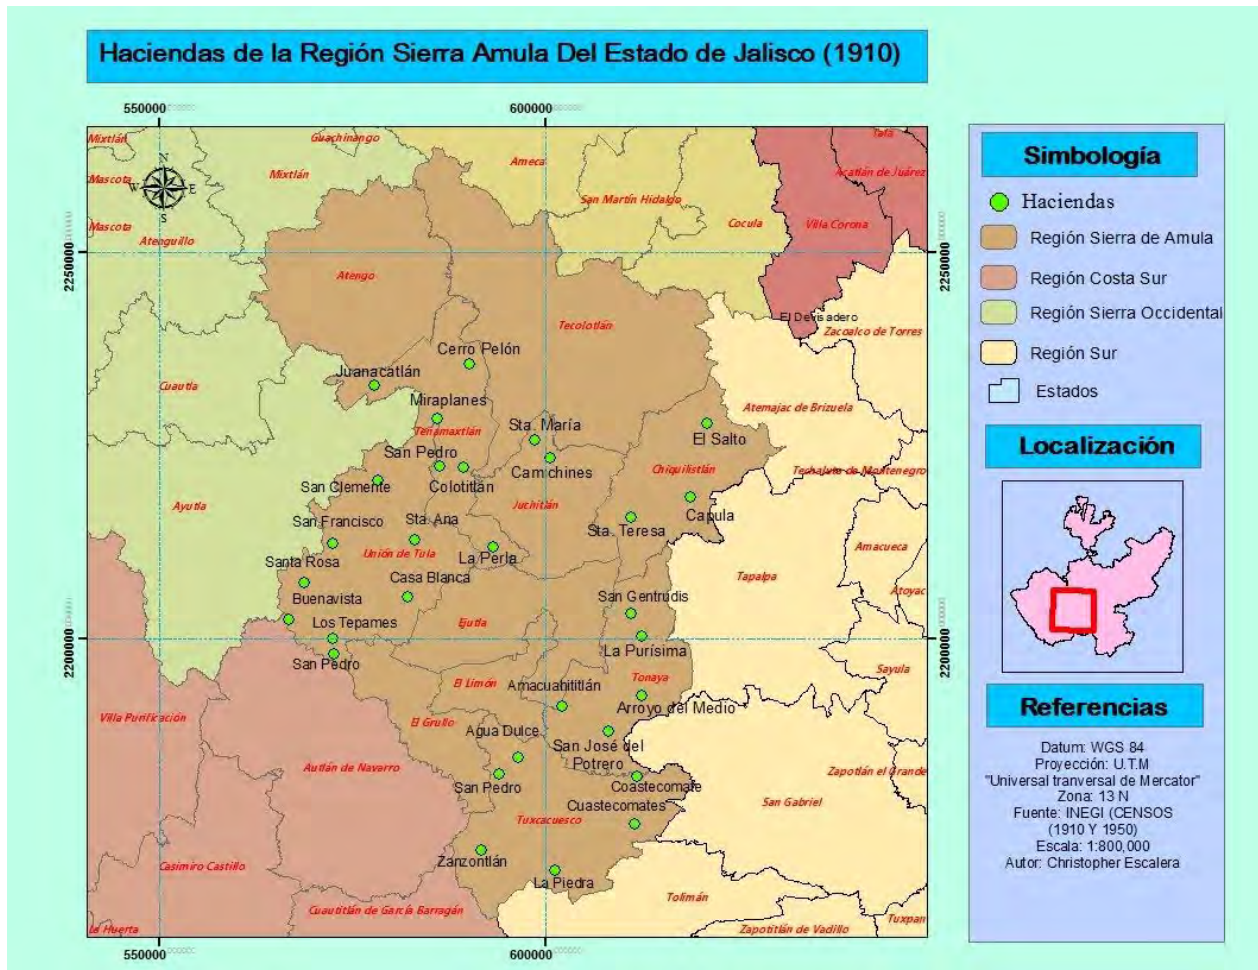 Haciendas de la Región Sierra Amula Del Estado de Jalisco (1910)
550000
600000
Mixtlán
Guachinango
Mascota
Mixtlán
Ameca
Tala
Acatlán de Juárez
San Martín Hidalgo
N
W E
S
Mascota
Atenguillo
Cocula
Villa Corona
2250000
2250000
Atengo
El Devisadero
Tecolotlán
Zacoalco de Torres
Cerro Pelón
Juanacatlán
Cuautla
Miraplanes
Atemajac de Brizuela
Tenamaxtlán
Sta. María
El Salto
San Pedro
Camichines
Chiquilistlán
Techaluta de Montenegro
San Clemente
Colotitlán
Ayutla
Juchitlán
Capula
San Francisco
Sta. Ana
Sta. Teresa
Unión de Tula
La Perla
Amacueca
Santa Rosa
Casa Blanca
Tapalpa
Atoyac
Buenavista
San Gentrudis
Los Tepames
Ejutla
2200000
2200000
San Pedro
La Purísima
Sayula
El Limón
Amacuahititlán
Tonaya
Villa Purificación
Arroyo del Medio
El Grullo
Agua Dulce
San José del
Potrero
Autlán de Navarro
Zapotlán el Grande
San Pedro
Coastecomate
Cuastecomates
San Gabriel
Tuxcacuesco
Zanzontlán
Casimiro Castillo
La Piedra
Tolimán
Cuautitlán de García Barragán
La Huerta
Tuxpan
Zapotitlán de Vadillo
550000
600000
Simbología
Haciendas
Región Sierra de Amula
Región Costa Sur
Región Sierra Occidental
Región Sur
Estados
Localización
Referencias
Datum: WGS 84
Proyección: U.T.M
"Universal tranversal de Mercator"
Zona: 13 N
Fuente: INEGI (CENSOS
(1910 Y 1950)
Escala: 1:800,000
Autor: Christopher Escalera